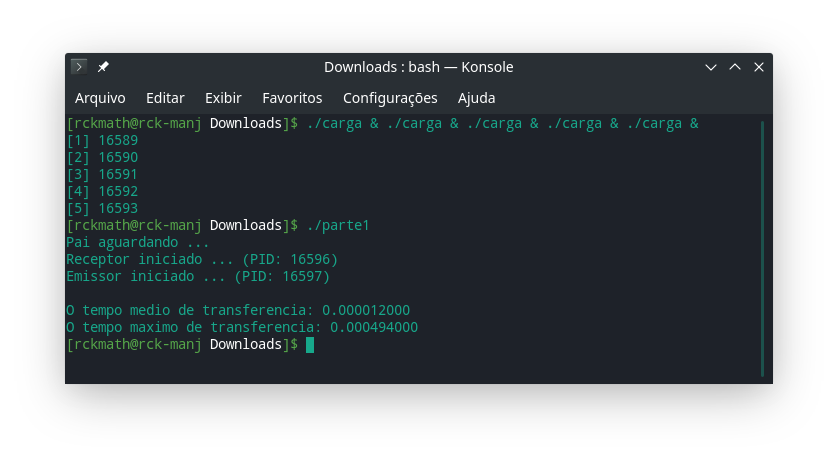 Downloads : bash — Konsole
Arquivo Editar Exibir Favoritos Configurações Ajuda
[rckmath@rck-manj Downloads]$ ./carga & ./carga & ./carga & ./carga & ./carga &
[1] 16589
[2] 16590
[3] 16591
[4] 16592
[5] 16593
[rckmath@rck-manj Downloads]$ ./parte1
Pai aguardando ...
Receptor iniciado ... (PID: 16596)
Emissor iniciado ... (PID: 16597)
O tempo medio de transferencia: 0.000012000
O tempo maximo de transferencia: 0.000494000
[rckmath@rck-manj Downloads]$